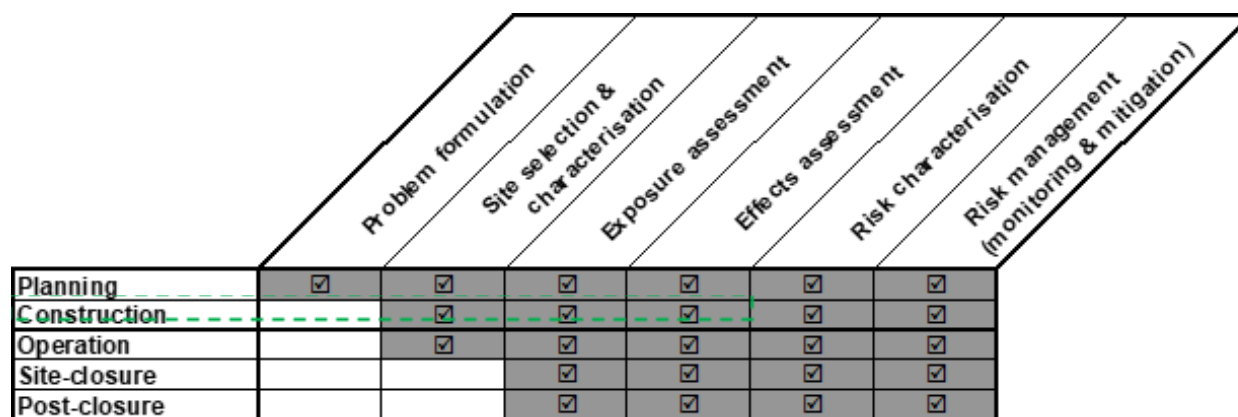 Problem formulation
Site selection &
characterisation
Exposure assessment
Effects assessment
Risk characterisation
Risk management
(monitoring & mitigation)
Planning ☑ ☑ ☑ ☑ ☑ ☑
Construction ☑ ☑ ☑ ☑ ☑
Operation ☑ ☑ ☑ ☑ ☑
Site-closure ☑ ☑ ☑ ☑
Post-closure ☑ ☑ ☑ ☑